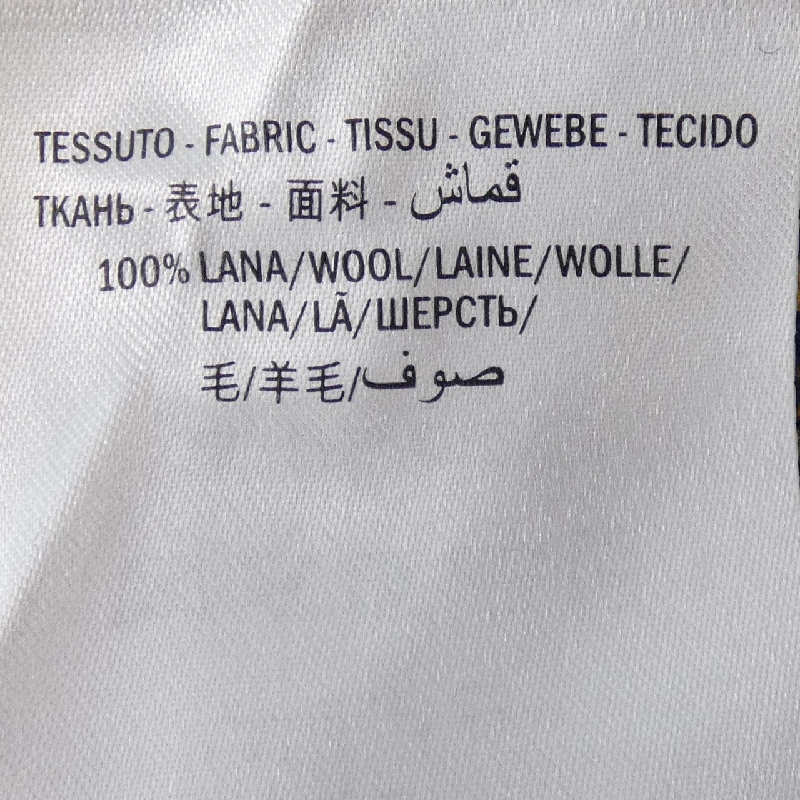 TESSUTO - FABRIC - TISSU - GEWEBE - TECIDO
ТКАНЬ - 表地 - 面料 - قماش
100% LANA/WOOL/LAINE/WOLLE/
LANA/LÃ/ШЕРСТЬ/
毛/羊毛/صوف